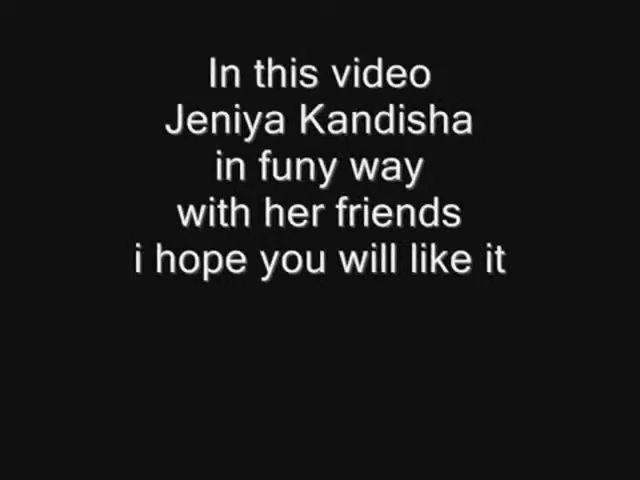 In this video
Jeniya Kandisha
in funy way
with her friends
i hope you will like it